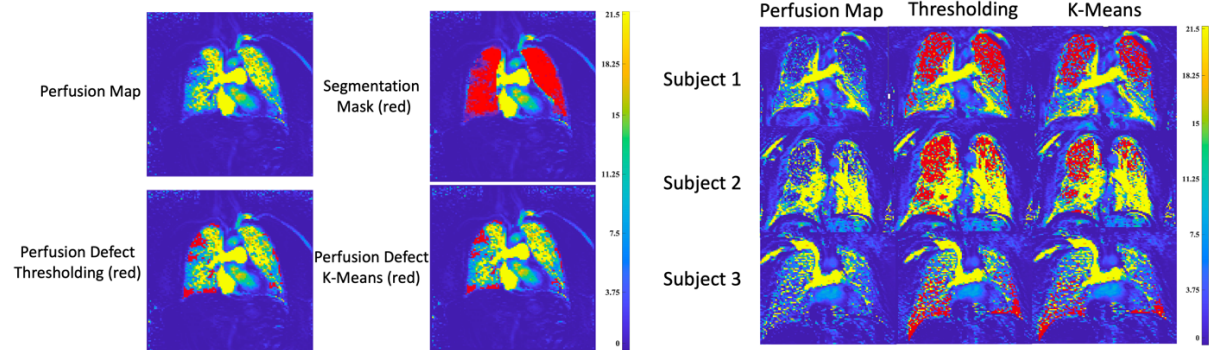 Perfusion Map
Segmentation
Mask (red)
Perfusion Defect
Thresholding (red)
Perfusion Defect
K-Means (red)
21.5
18.25
15
11.25
7.5
3.75
0
Perfusion Map Thresholding K-Means
Subject 1
Subject 2
Subject 3
21.5
18.25
15
11.25
7.5
3.75
0